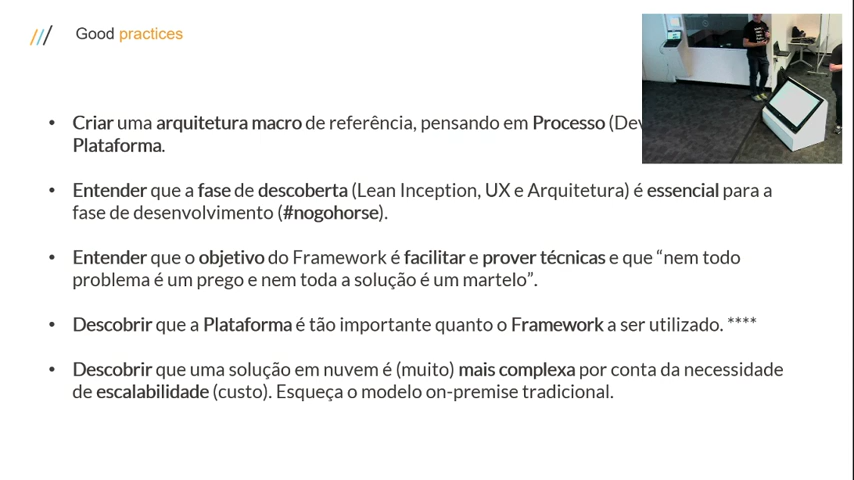 Good practices
• Criar uma arquitetura macro de referência, pensando em Processo
Plataforma.
• Entender que a fase de descoberta (Lean Inception, UX e Arquitetura) é essencial para a
fase de desenvolvimento (#nogohorse).
• Entender que o objetivo do Framework é facilitar e prover técnicas e que “nem todo
problema é um prego e nem toda a solução é um martelo”.
• Descobrir que a Plataforma é tão importante quanto o Framework a ser utilizado. ****
• Descobrir que uma solução em nuvem é (muito) mais complexa por conta da necessidade
de escalabilidade (custo). Esqueça o modelo on-premise tradicional.